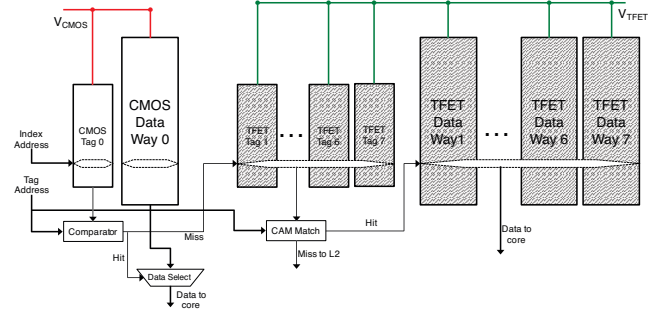 V_CMOS
V_TFET
CMOS
Tag 0
CMOS
Data
Way 0
TFET
Tag 1
...
TFET
Tag 6
TFET
Tag 7
TFET
Data
Way1
...
TFET
Data
Way 6
TFET
Data
Way 7
Index
Address
Tag
Address
Comparator
Miss
Hit
Data Select
Data to
core
CAM Match
Hit
Miss to L2
Data to
core